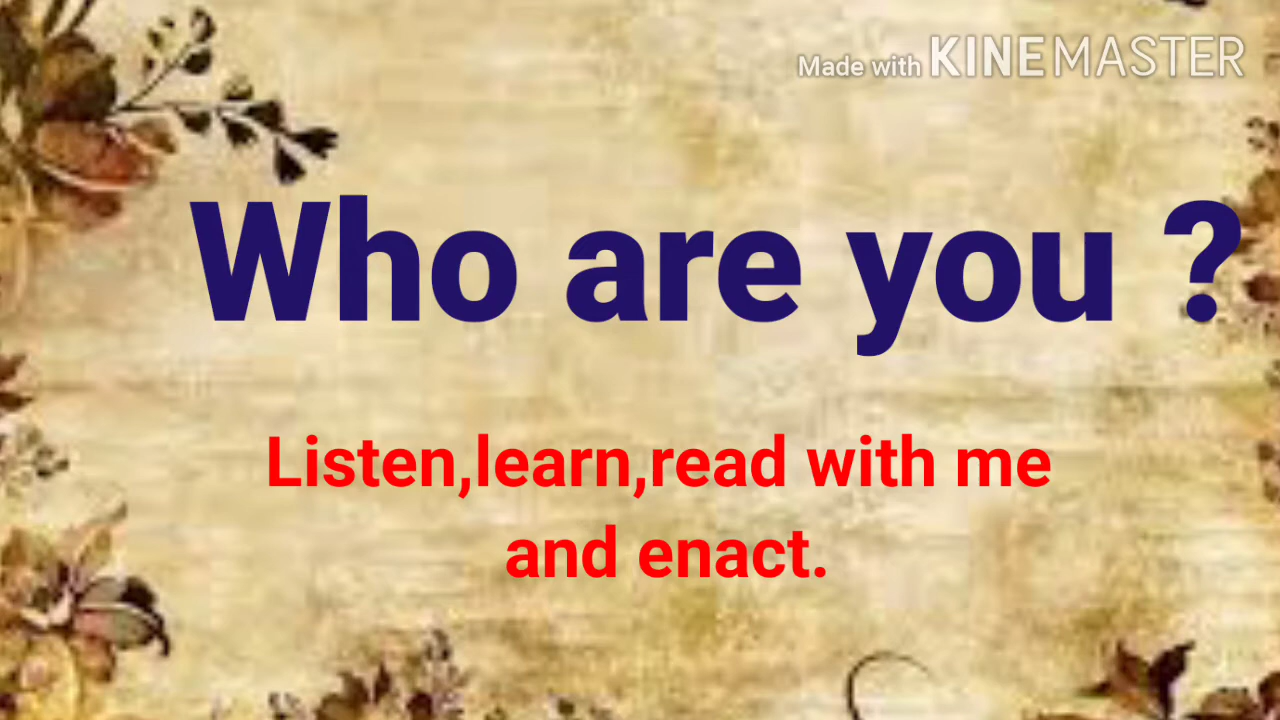 Made with KINEMASTER
Who are you ?
Listen,learn,read with me
and enact.